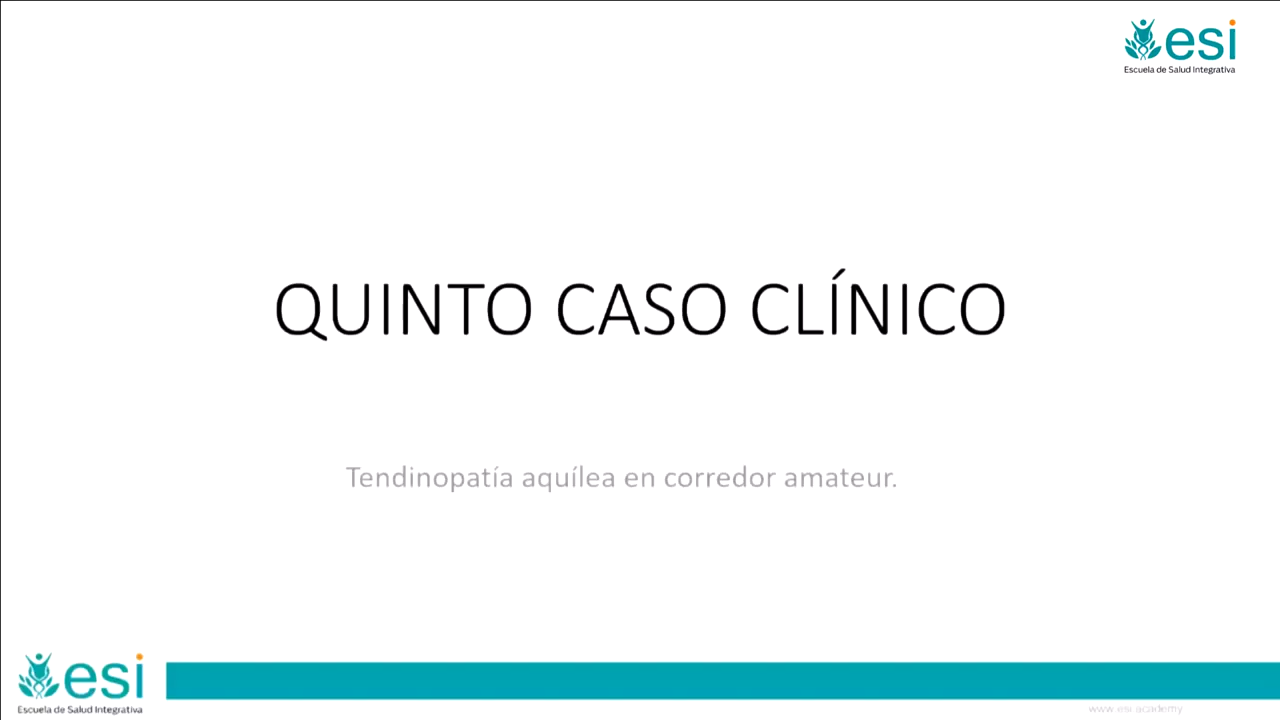 esi
Escuela de Salud Integrativa
QUINTO CASO CLÍNICO
Tendinopatía aquílea en corredor amateur.
esi
Escuela de Salud Integrativa
www.esi.academy